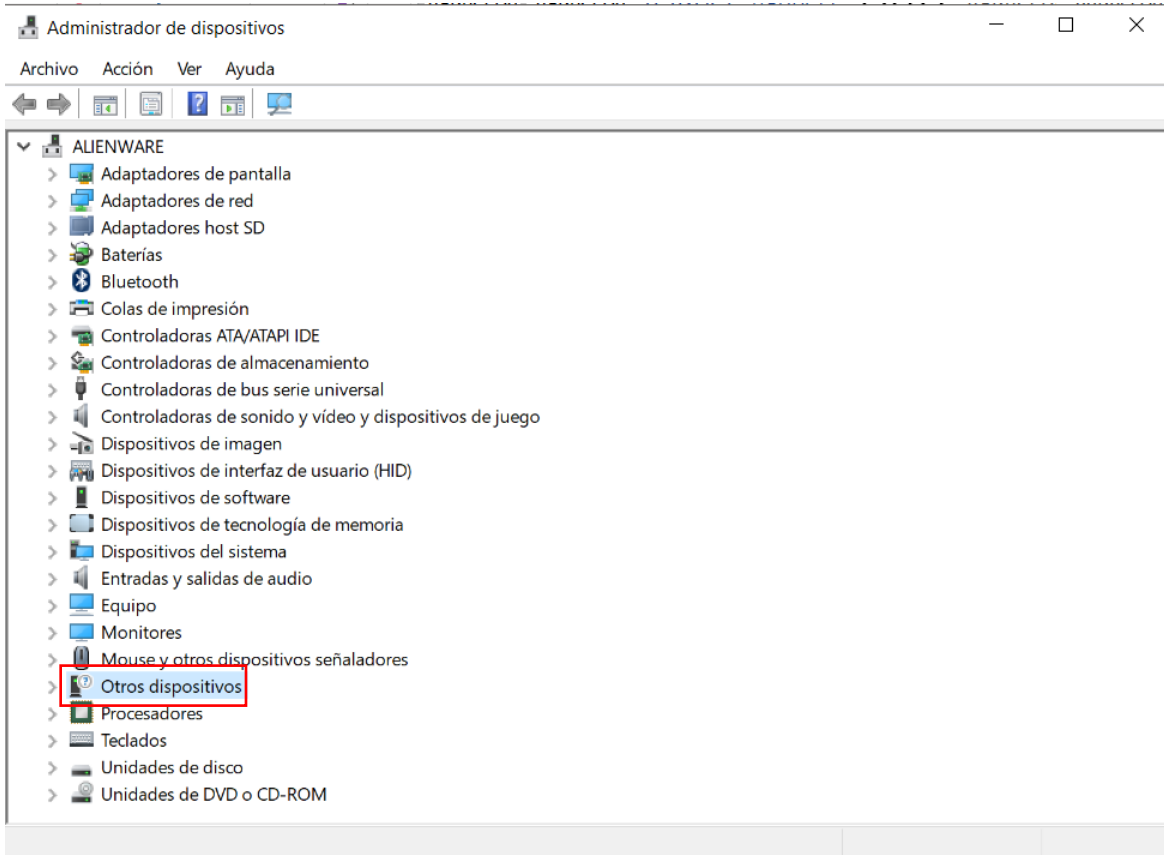 Administrador de dispositivos
Archivo Acción Ver Ayuda
ALIENWARE
Adaptadores de pantalla
Adaptadores de red
Adaptadores host SD
Baterías
Bluetooth
Colas de impresión
Controladoras ATA/ATAPI IDE
Controladoras de almacenamiento
Controladoras de bus serie universal
Controladoras de sonido y vídeo y dispositivos de juego
Dispositivos de imagen
Dispositivos de interfaz de usuario (HID)
Dispositivos de software
Dispositivos de tecnología de memoria
Dispositivos del sistema
Entradas y salidas de audio
Equipo
Monitores
Mouse y otros dispositivos señaladores
Otros dispositivos
Procesadores
Teclados
Unidades de disco
Unidades de DVD o CD-ROM